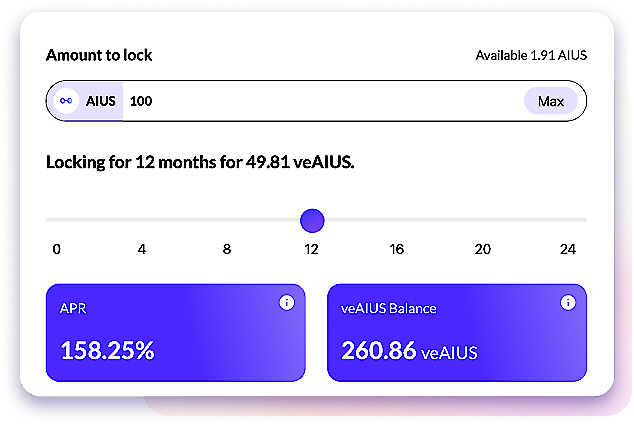 Amount to lock Available 1.91 AIUS
AIUS 100 Max
Locking for 12 months for 49.81 veAIUS.
0 4 8 12 16 20 24
APR
158.25%
veAIUS Balance
260.86 veAIUS